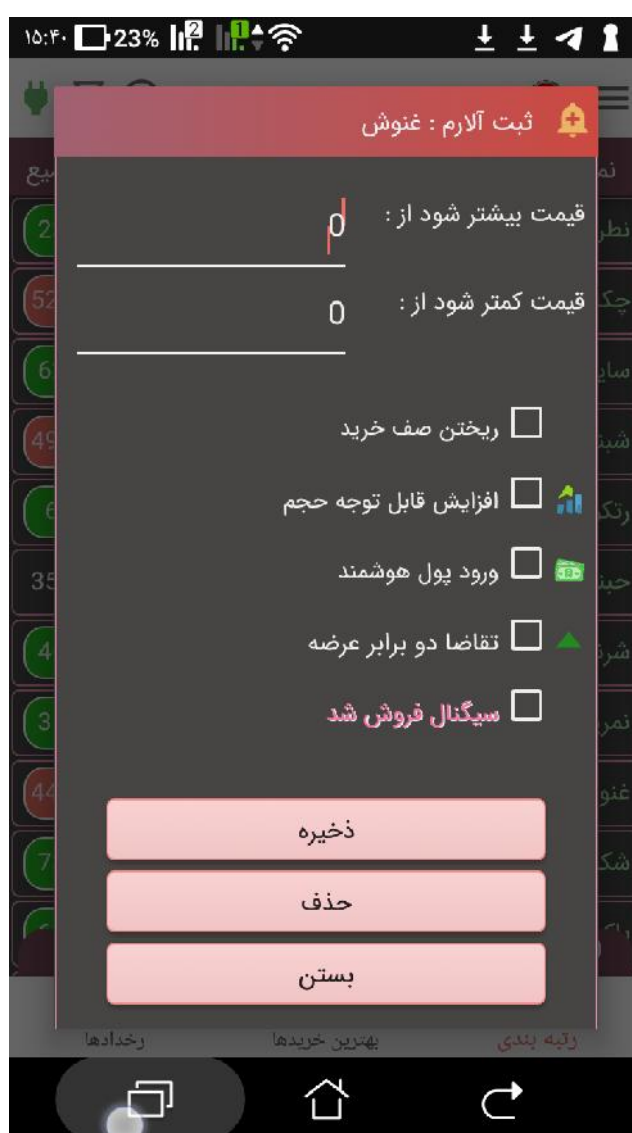 ۱۵:۴۰ 23% 2 1
ثبت آلارم : غنوش
قیمت بیشتر شود از : 0
قیمت کمتر شود از : 0
ریختن صف خرید
افزایش قابل توجه حجم
ورود پول هوشمند
تقاضا دو برابر عرضه
سیگنال فروش شد
ذخیره
حذف
بستن
رتبه بندی بهترین خریدها رخدادها